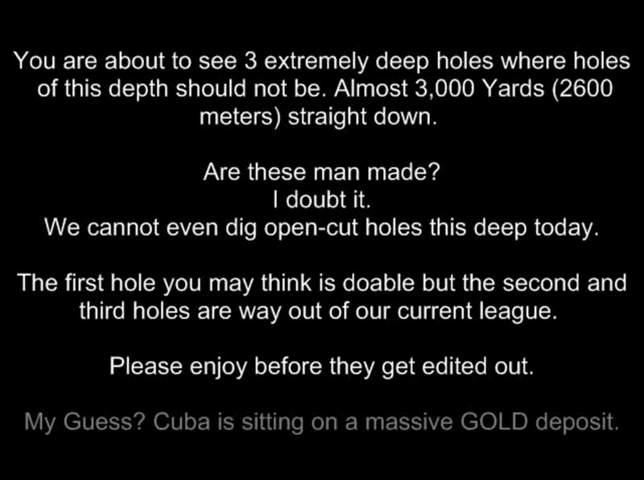 You are about to see 3 extremely deep holes where holes
of this depth should not be. Almost 3,000 Yards (2600
meters) straight down.
Are these man made?
I doubt it.
We cannot even dig open-cut holes this deep today.
The first hole you may think is doable but the second and
third holes are way out of our current league.
Please enjoy before they get edited out.
My Guess? Cuba is sitting on a massive GOLD deposit.